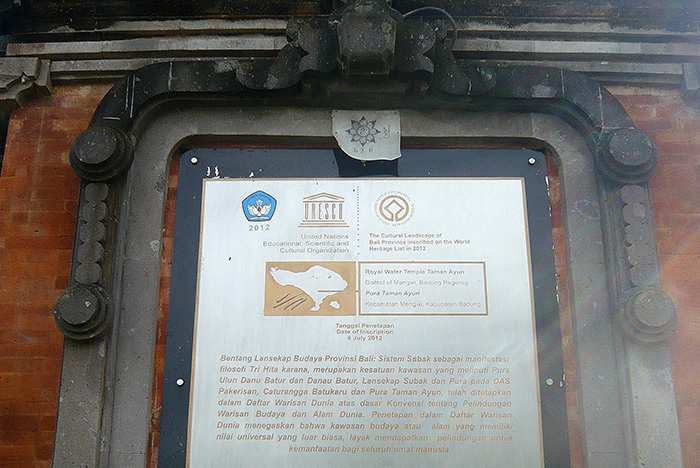 2012
UNESCO
United Nations
Educational, Scientific and
Cultural Organization
The Cultural Landscape of
Bali Province inscribed on the World
Heritage List in 2012
Royal Water Temple Taman Ayun
District of Mengwi, Badung Regency
Pura Taman Ayun
Kecamatan Mengwi, Kabupaten Badung
Tanggal Penetapan
Date of Inscription
6 July 2012
Bentang Lansekap Budaya Provinsi Bali: Sistem Subak sebagai manifestasi
filosofi Tri Hita karana, merupakan kesatuan kawasan yang meliputi Pura
Ulun Danu Batur dan Danau Batur, Lansekap Subak dan Pura pada DAS
Pakerisan, Caturangga Batukaru dan Pura Taman Ayun, telah ditetapkan
dalam Daftar Warisan Dunia atas dasar Konvensi tentang Pelindungan
Warisan Budaya dan Alam Dunia. Penetapan dalam Daftar Warisan
Dunia menegaskan bahwa kawasan budaya atau alam yang memiliki
nilai universal yang luar biasa, layak mendapatkan pelindungan untuk
kemanfaatan bagi seluruh umat manusia.